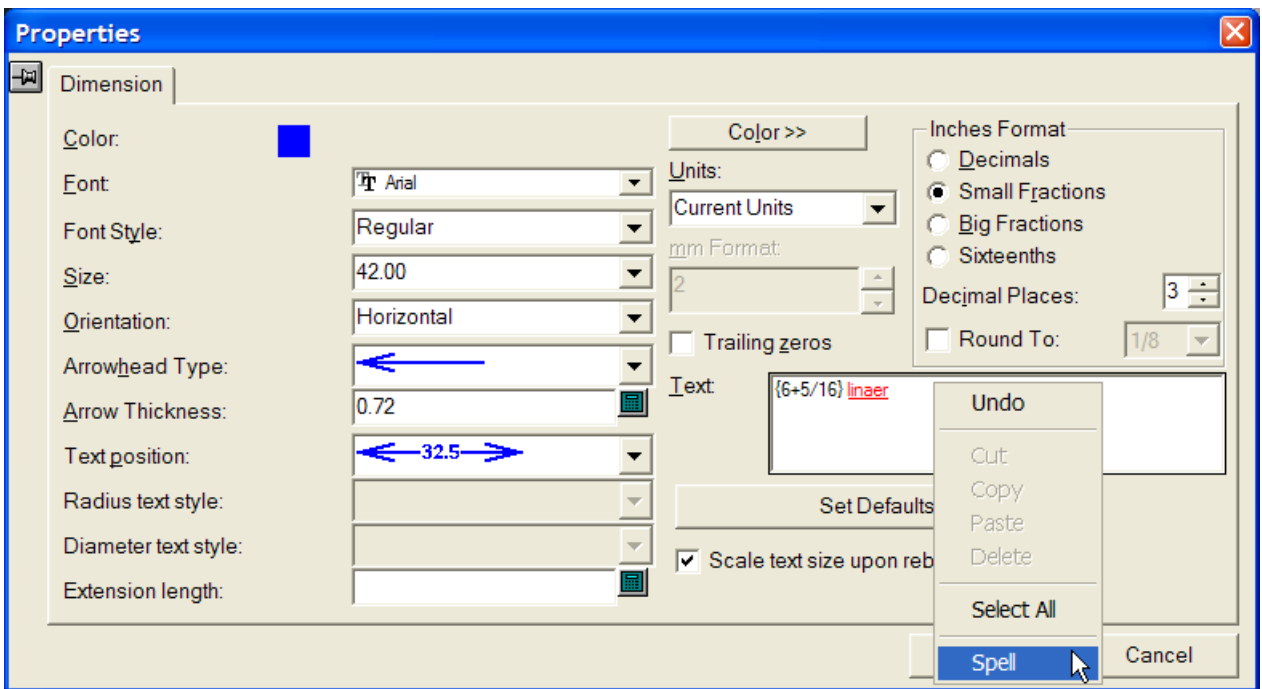 Properties
Dimension
Color:
Font:
Arial
Font Style:
Regular
Size:
42.00
Orientation:
Horizontal
Arrowhead Type:
Arrow Thickness:
0.72
Text position:
32.5
Radius text style:
Diameter text style:
Extension length:
Color >>
Units:
Current Units
mm Format:
2
Trailing zeros
Inches Format
Decimals
Small Fractions
Big Fractions
Sixteenths
Decimal Places:
3
Round To:
1/8
Text:
{6+5/16} linaer
Set Defaults
Scale text size upon reb
Undo
Cut
Copy
Paste
Delete
Select All
Spell
Cancel